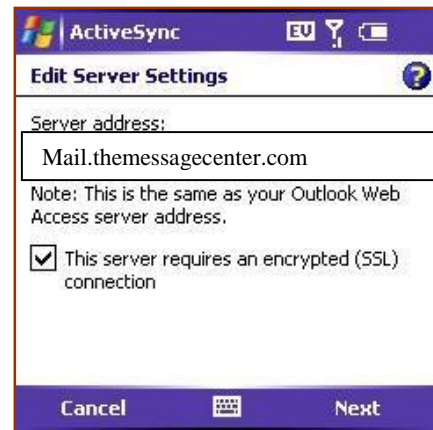 ActiveSync EV
Edit Server Settings ?
Server address:
Mail.themessagecenter.com
Note: This is the same as your Outlook Web
Access server address.
This server requires an encrypted (SSL)
connection
Cancel Next